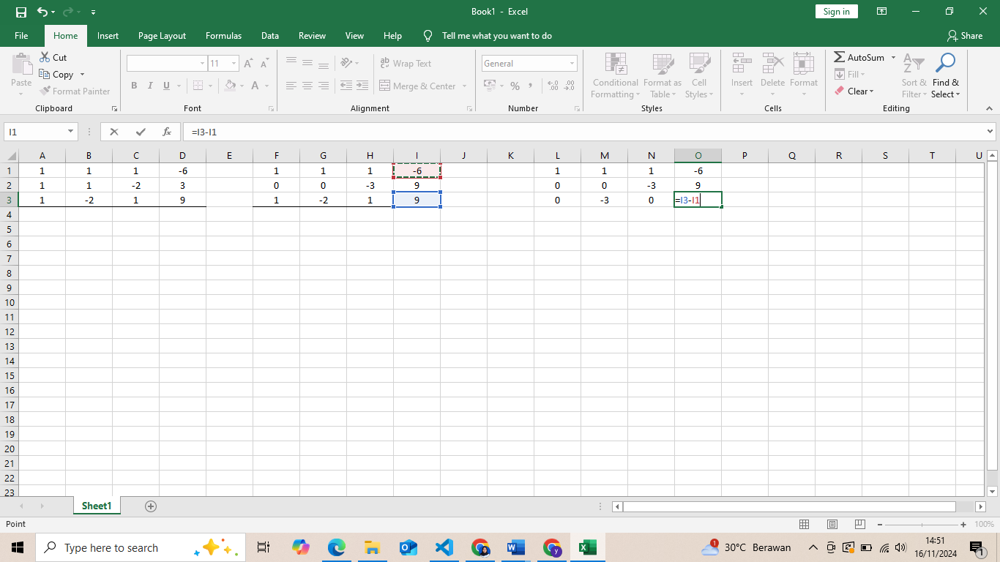 Book1 - Excel
Sign in
File Home Insert Page Layout Formulas Data Review View Help Tell me what you want to do Share
Paste
Cut
Copy
Format Painter
Clipboard
11
B I U A
Font
Wrap Text
Merge & Center
Alignment
General
%
Number
Conditional Formatting
Format as Table
Cell Styles
Styles
Insert Delete Format
Cells
AutoSum
Fill
Clear
Sort & Filter
Find & Select
Editing
I1 fx =I3-I1
A B C D E F G H I J K L M N O P Q R S T U
1 1 1 1 -6 1 1 1 -6 1 1 1 -6
2 1 1 -2 3 0 0 -3 9 0 0 -3 9
3 1 -2 1 9 1 -2 1 9 0 -3 0 =I3-I1
4
5
6
7
8
9
10
11
12
13
14
15
16
17
18
19
20
21
22
23
Sheet1
Point 100%
Type here to search
1 30°C Berawan
14:51
16/11/2024
1